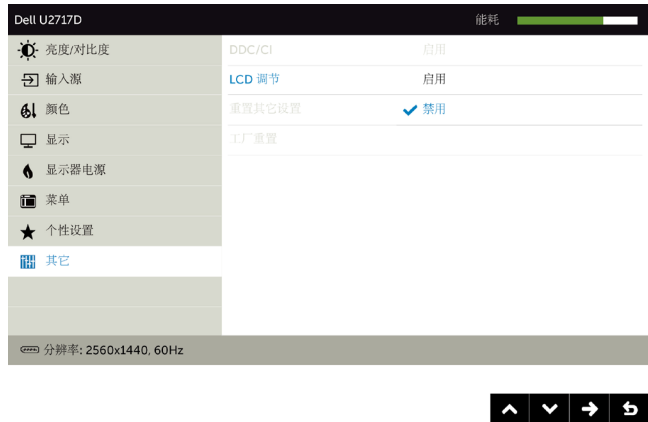 Dell U2717D 能耗
亮度/对比度 DDC/CI 启用
输入源 LCD 调节 启用
颜色 重置其它设置 禁用
显示 工厂重置
显示器电源
菜单
个性设置
其它
分辨率: 2560x1440, 60Hz